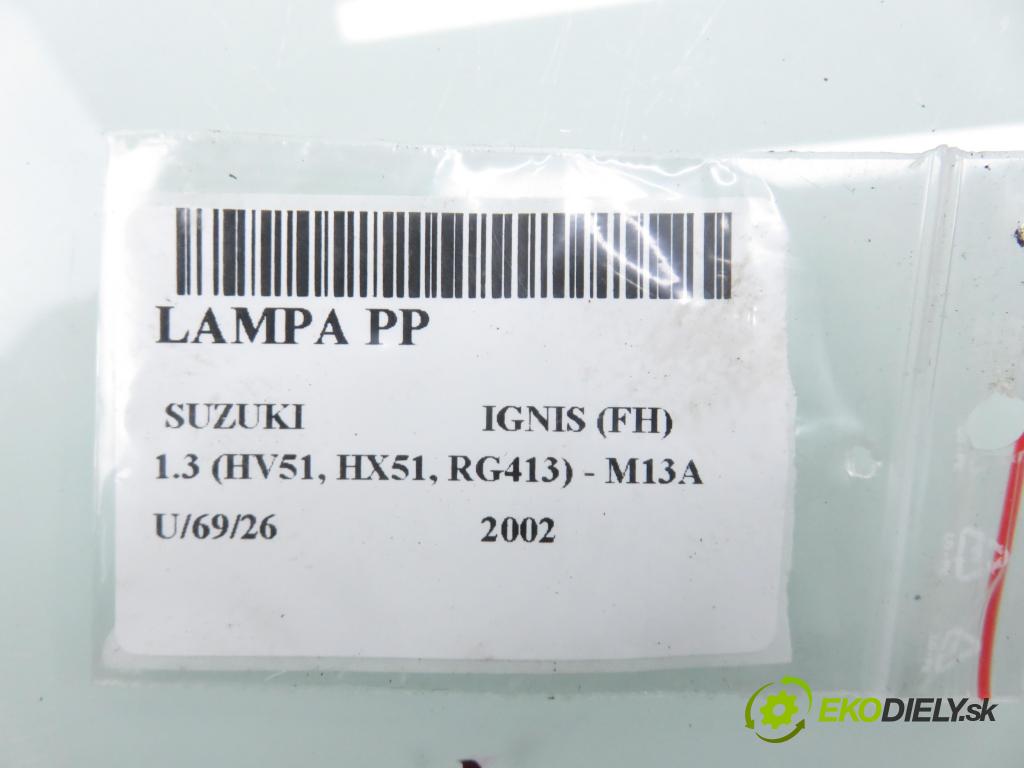 LAMPA PP
SUZUKI IGNIS (FH)
1.3 (HV51, HX51, RG413) - M13A
U/69/26 2002
EKODIELY.sk